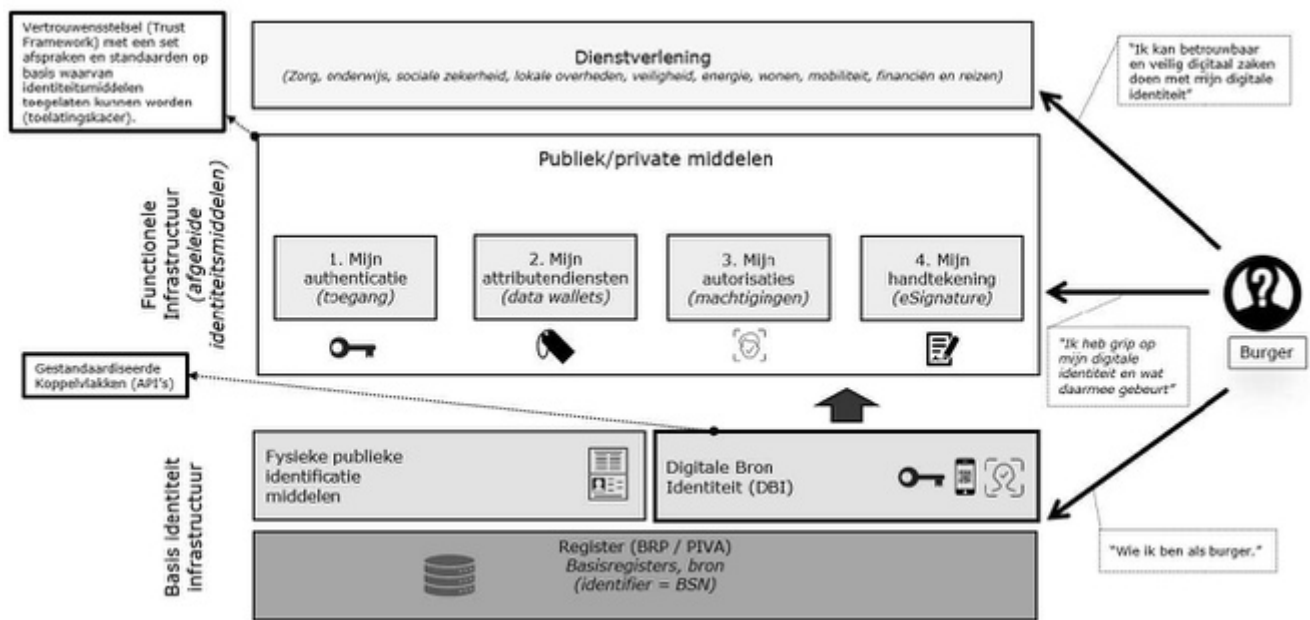 Vertrouwensstelsel (Trust
Framework) met een set
afspraken en standaarden op
basis waarvan
identiteitsmiddelen
toegelaten kunnen worden
(toelatingskader).
Dienstverlening
(Zorg, onderwijs, sociale zekerheid, lokale overheden, veiligheid, energie, wonen, mobiliteit, financiën en reizen)
"Ik kan betrouwbaar
en veilig digitaal zaken
doen met mijn digitale
identiteit"
Publiek/private middelen
Functionele
Infrastructuur
(afgeleide
identiteitsmiddelen)
1. Mijn
authenticatie
(toegang)
2. Mijn
attributendiensten
(data wallets)
3. Mijn
autorisaties
(machtigingen)
4. Mijn
handtekening
(eSignature)
Burger
"Ik heb grip op
mijn digitale
identiteit en wat
daarmee gebeurt"
Gestandaardiseerde
Koppelvlakken (API's)
Basis identiteit
infrastructuur
Fysieke publieke
identificatie
middelen
Digitale Bron
Identiteit (DBI)
"Wie ik ben als burger."
Register (BRP / PIVA)
Basisregisters, bron
(identifier = BSN)